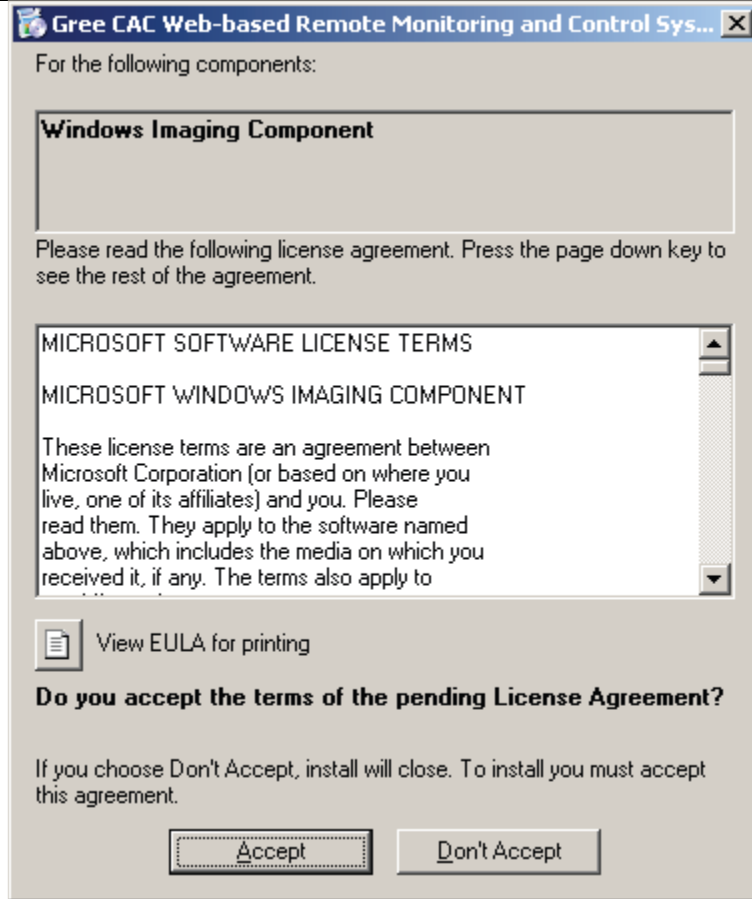 Gree CAC Web-based Remote Monitoring and Control Sys...
For the following components:
Windows Imaging Component
Please read the following license agreement. Press the page down key to
see the rest of the agreement.
MICROSOFT SOFTWARE LICENSE TERMS
MICROSOFT WINDOWS IMAGING COMPONENT
These license terms are an agreement between
Microsoft Corporation (or based on where you
live, one of its affiliates) and you. Please
read them. They apply to the software named
above, which includes the media on which you
received it, if any. The terms also apply to
View EULA for printing
Do you accept the terms of the pending License Agreement?
If you choose Don't Accept, install will close. To install you must accept
this agreement.
Accept
Don't Accept